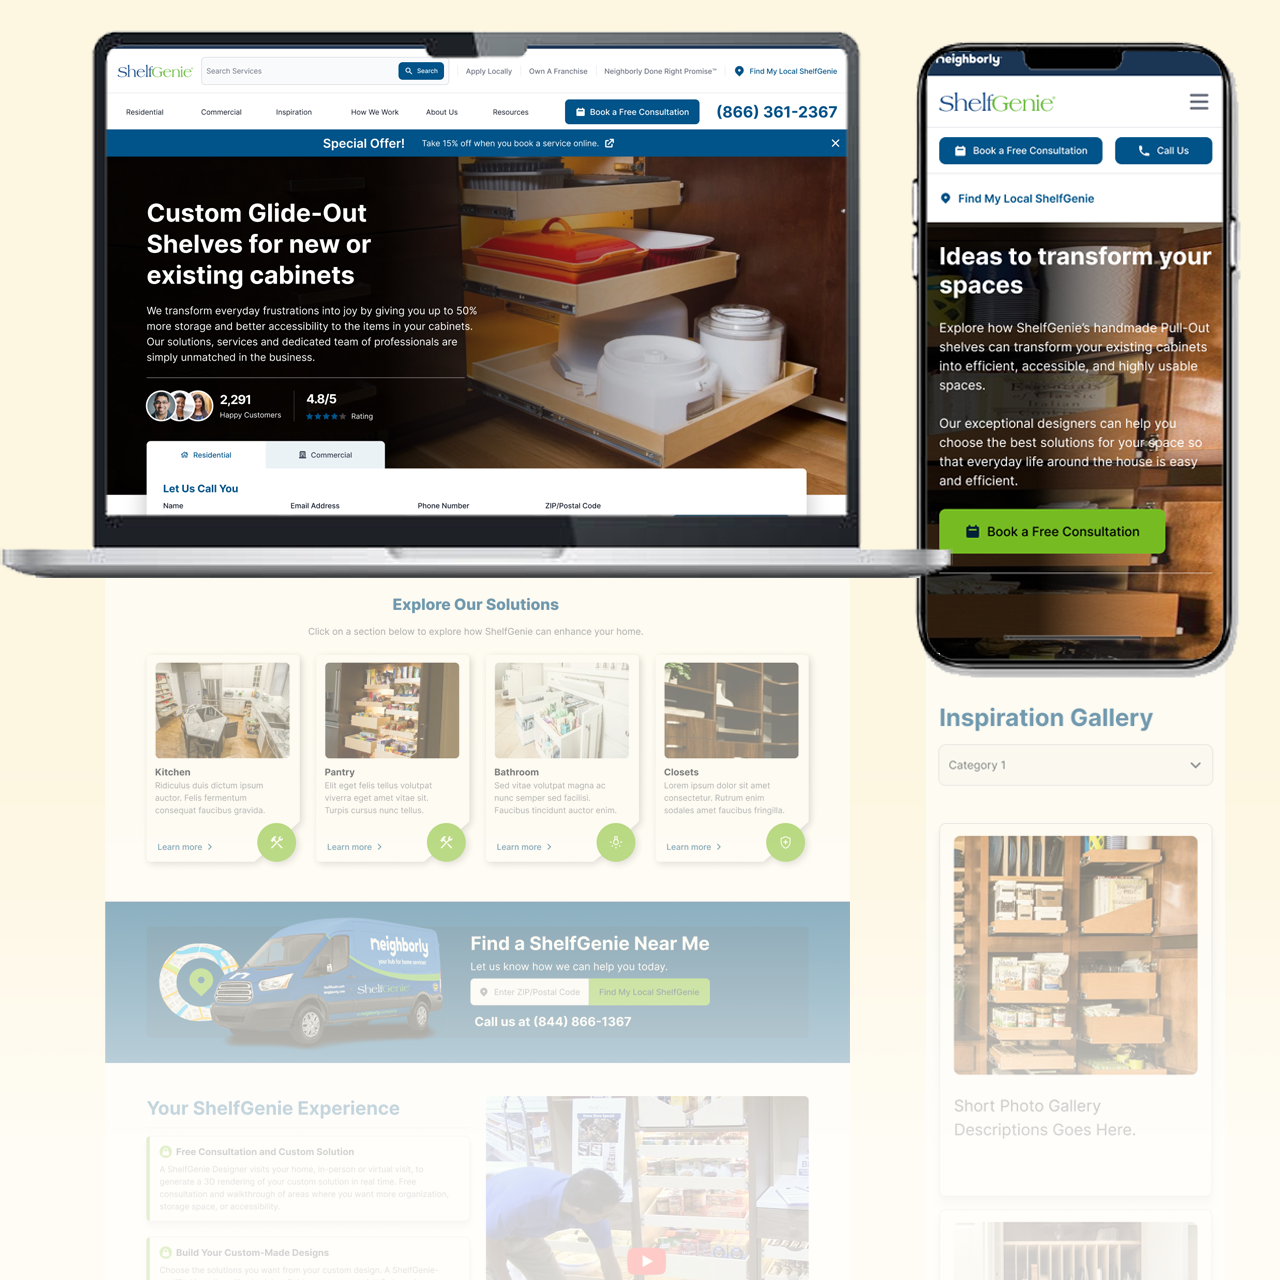 ShelfGenie
Search Services
Search
Apply Locally
Own A Franchise
Neighborly Done Right Promise™
Find My Local ShelfGenie
Residential
Commercial
Inspiration
How We Work
About Us
Resources
Book a Free Consultation
(866) 361-2367
Special Offer!
Take 15% off when you book a service online.
Custom Glide-Out
Shelves for new or
existing cabinets
We transform everyday frustrations into joy by giving you up to 50%
more storage and better accessibility to the items in your cabinets.
Our solutions, services and dedicated team of professionals are
simply unmatched in the business.
2,291
Happy Customers
4.8/5
Rating
Residential
Commercial
Let Us Call You
Name
Email Address
Phone Number
ZIP/Postal Code
Explore Our Solutions
Click on a section below to explore how ShelfGenie can enhance your home.
Kitchen
Ridiculus duis dictum ipsum
auctor. Felis fermentum
consequat faucibus gravida.
Learn more
Pantry
Elit eget felis tellus volutpat
viverra eget amet vitae sit.
Turpis cursus nunc tellus.
Learn more
Bathroom
Sed vitae volutpat magna ac
nunc semper sed facilisi.
Faucibus tincidunt auctor enim.
Learn more
Closets
Lorem ipsum dolor sit amet
consectetur. Rutrum enim
sodales amet faucibus fringilla.
Learn more
neighborly
your hub for home services
ShelfGenie
Find a ShelfGenie Near Me
Let us know how we can help you today.
Enter ZIP/Postal Code
Find My Local ShelfGenie
Call us at (844) 866-1367
Your ShelfGenie Experience
Free Consultation and Custom Solution
A ShelfGenie Designer visits your home, in-person or virtual visit, to
generate a 3D rendering of your custom solution in real time. Free
consultation and walkthrough of areas where you want more organization,
storage space, or accessibility.
Build Your Custom-Made Designs
Choose the solutions you want from your custom design. A ShelfGenie-
neighborly
ShelfGenie
Book a Free Consultation
Call Us
Find My Local ShelfGenie
Ideas to transform your
spaces
Explore how ShelfGenie's handmade Pull-Out
shelves can transform your existing cabinets
into efficient, accessible, and highly usable
spaces.
Our exceptional designers can help you
choose the best solutions for your space so
that everyday life around the house is easy
and efficient.
Book a Free Consultation
Inspiration Gallery
Category 1
Short Photo Gallery
Descriptions Goes Here.